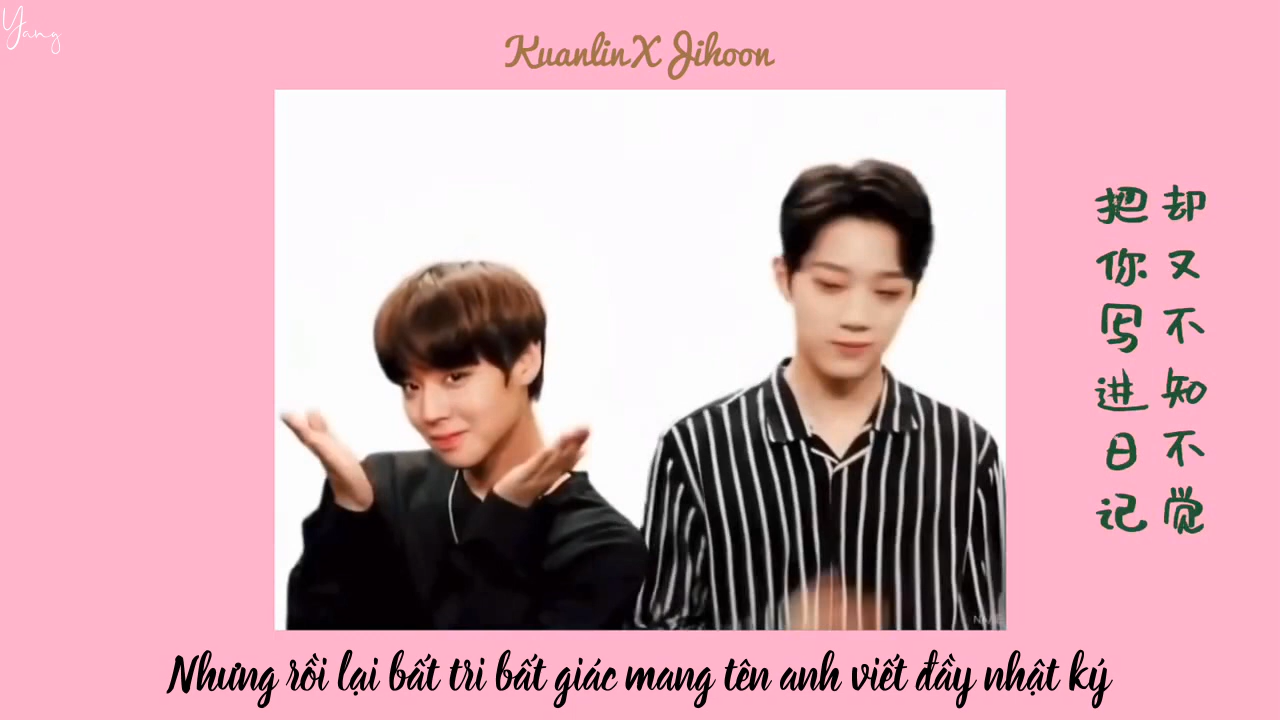 Yang
KuanlinX Jihoon
却又不知不觉
把你写进日记
Nhưng rồi lại bất tri bất giác mang tên anh viết đầy nhật ký